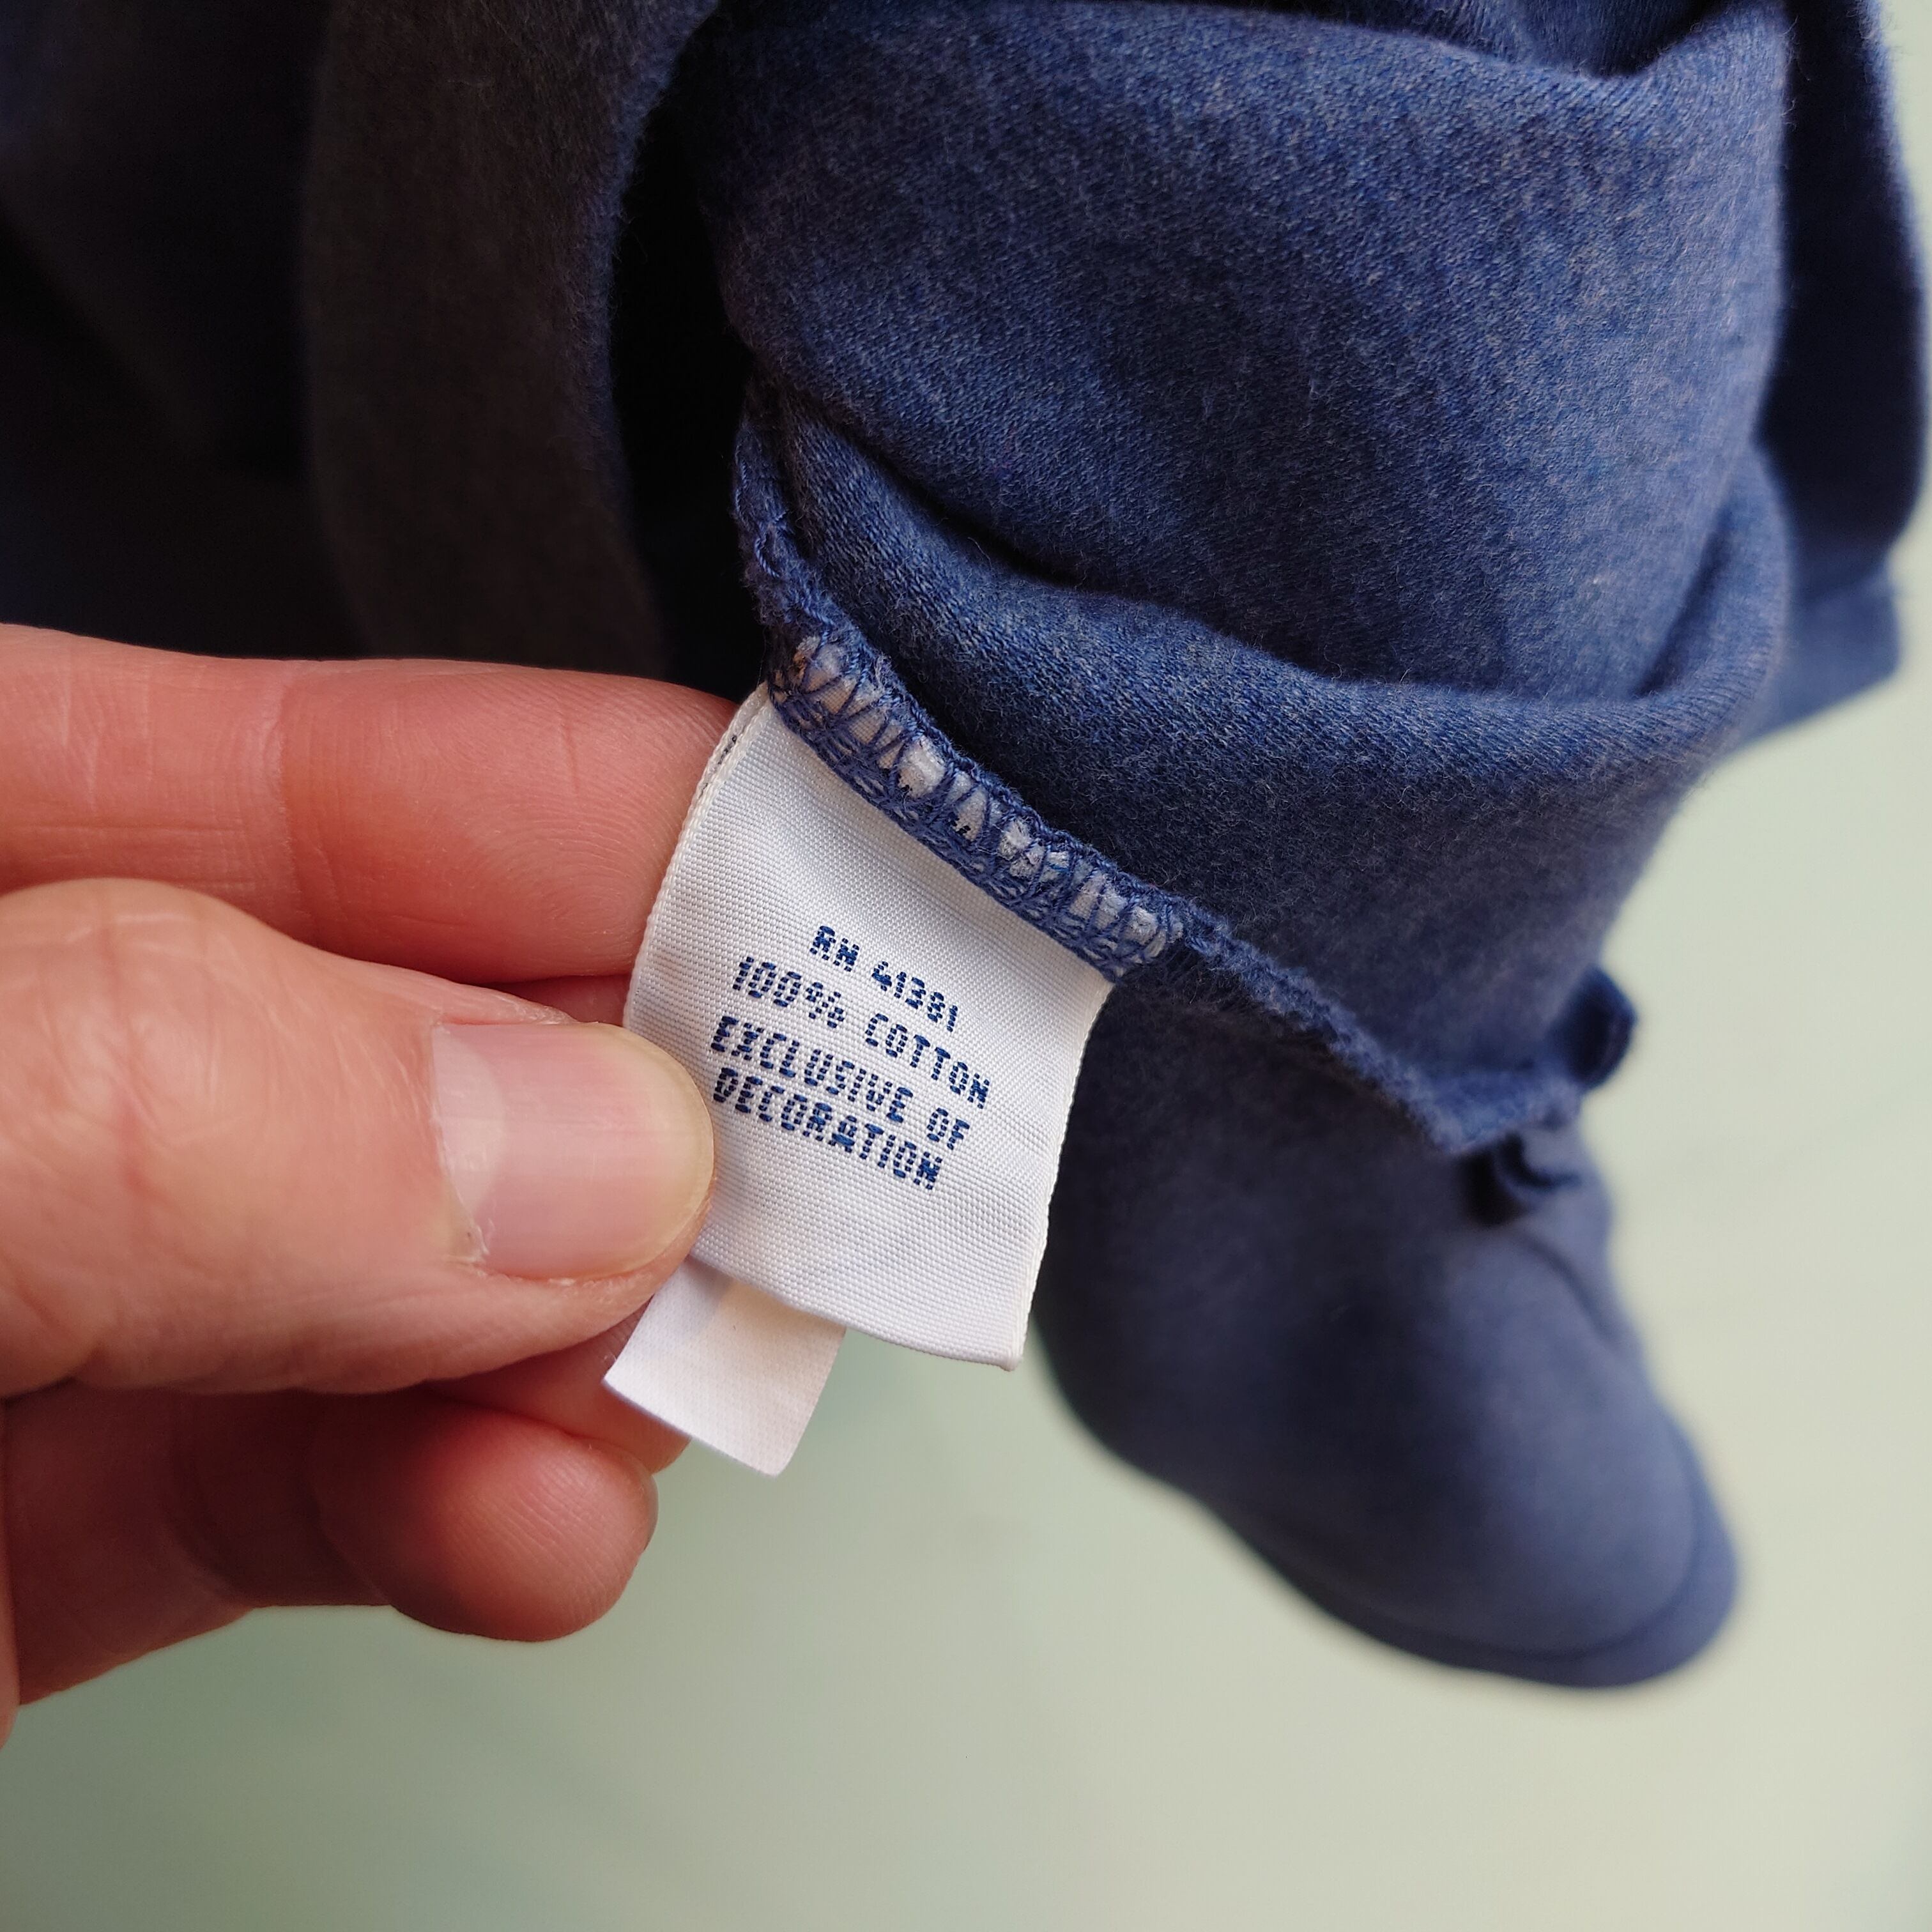 RN 41381
100% COTTON
EXCLUSIVE OF
DECORATION